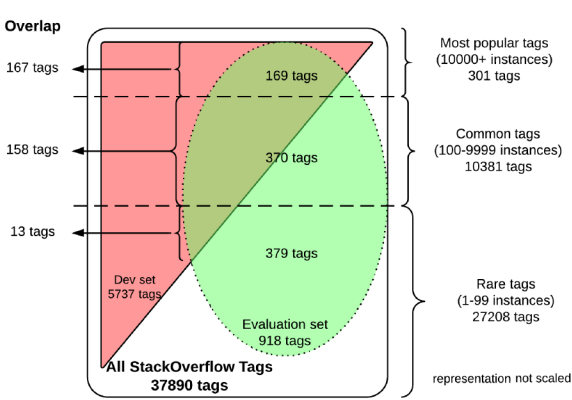 Overlap
167 tags
158 tags
13 tags
169 tags
370 tags
379 tags
Dev set
5737 tags
Evaluation set
918 tags
All StackOverflow Tags
37890 tags
Most popular tags
(10000+ instances)
301 tags
Common tags
(100-9999 instances)
10381 tags
Rare tags
(1-99 instances)
27208 tags
representation not scaled